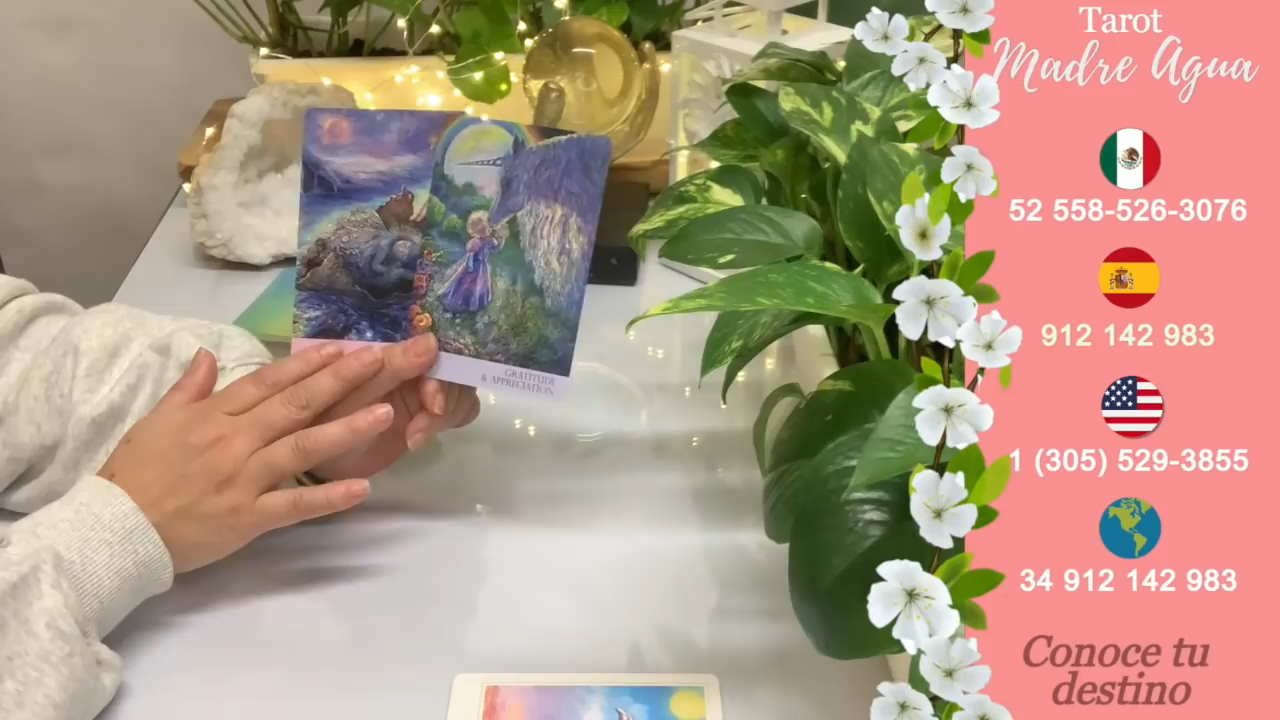 Tarot
Madre Agua
52 558-526-3076
912 142 983
1 (305) 529-3855
34 912 142 983
Conoce tu
destino
GRATITUDE
& APPRECIATION